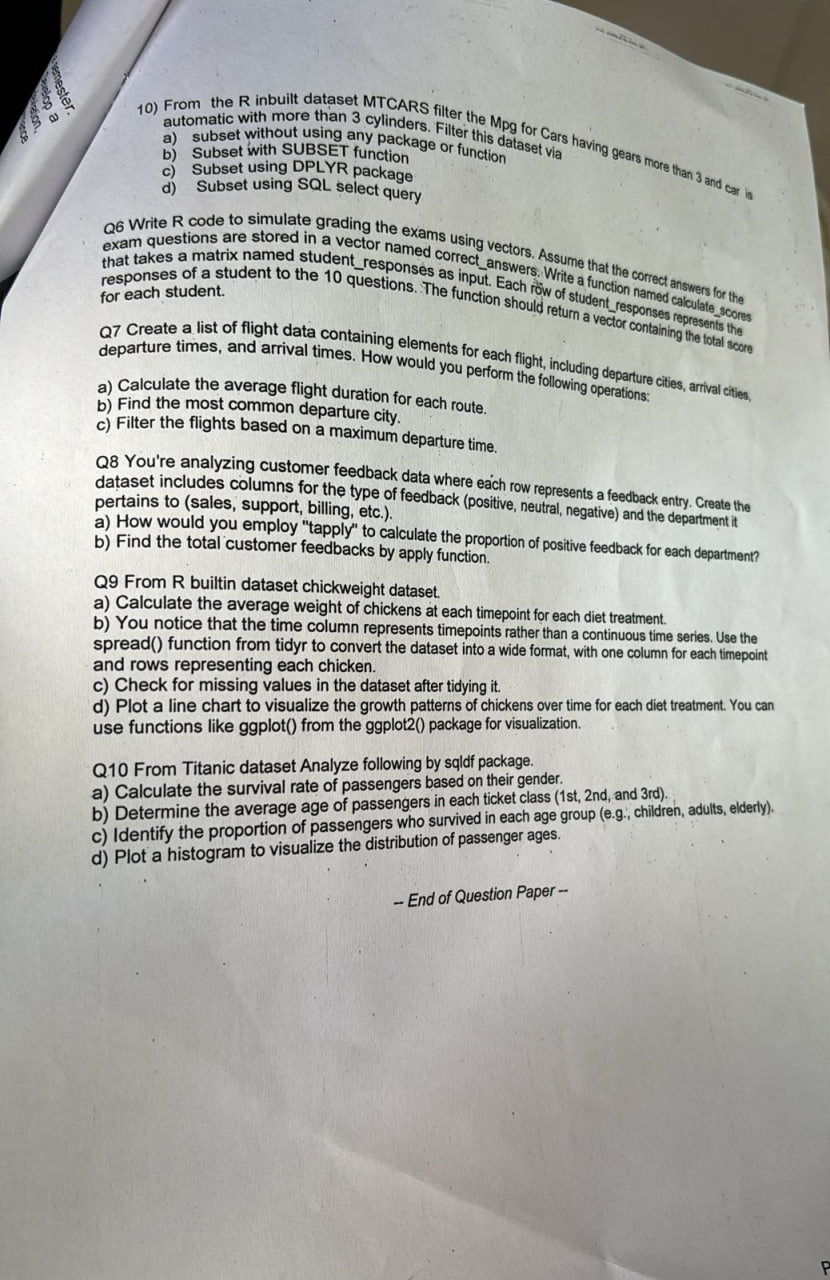 semester.
10) From the R inbuilt dataset MTCARS filter the Mpg for Cars having gears more than 3 and car is
automatic with more than 3 cylinders. Filter this dataset via
a) subset without using any package or function
b) Subset with SUBSET function
c) Subset using DPLYR package
d) Subset using SQL select query
Q6 Write R code to simulate grading the exams using vectors. Assume that the correct answers for the
exam questions are stored in a vector named correct_answers. Write a function named calculate_scores
that takes a matrix named student_responses as input. Each row of student_responses represents the
responses of a student to the 10 questions. The function should return a vector containing the total score
for each student.
Q7 Create a list of flight data containing elements for each flight, including departure cities, arrival cities,
departure times, and arrival times. How would you perform the following operations:
a) Calculate the average flight duration for each route.
b) Find the most common departure city.
c) Filter the flights based on a maximum departure time.
Q8 You're analyzing customer feedback data where each row represents a feedback entry. Create the
dataset includes columns for the type of feedback (positive, neutral, negative) and the department it
pertains to (sales, support, billing, etc.).
a) How would you employ "tapply" to calculate the proportion of positive feedback for each department?
b) Find the total customer feedbacks by apply function.
Q9 From R builtin dataset chickweight dataset.
a) Calculate the average weight of chickens at each timepoint for each diet treatment.
b) You notice that the time column represents timepoints rather than a continuous time series. Use the
spread() function from tidyr to convert the dataset into a wide format, with one column for each timepoint
and rows representing each chicken.
c) Check for missing values in the dataset after tidying it.
d) Plot a line chart to visualize the growth patterns of chickens over time for each diet treatment. You can
use functions like ggplot() from the ggplot2() package for visualization.
Q10 From Titanic dataset Analyze following by sqldf package.
a) Calculate the survival rate of passengers based on their gender.
b) Determine the average age of passengers in each ticket class (1st, 2nd, and 3rd).
c) Identify the proportion of passengers who survived in each age group (e.g., children, adults, elderly).
d) Plot a histogram to visualize the distribution of passenger ages.
-- End of Question Paper --